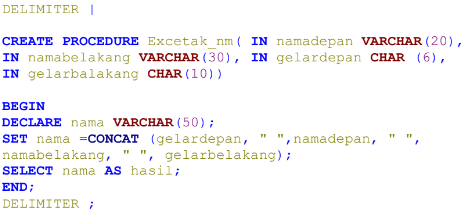 DELIMITER |
CREATE PROCEDURE Excetak_nm( IN namadepan VARCHAR(20),
IN namabelakang VARCHAR(30), IN gelardepan CHAR (6),
IN gelarbalakang CHAR(10))
BEGIN
DECLARE nama VARCHAR(50);
SET nama =CONCAT (gelardepan, " ",namadepan, " ",
namabelakang, " ", gelarbelakang);
SELECT nama AS hasil;
END;
DELIMITER ;